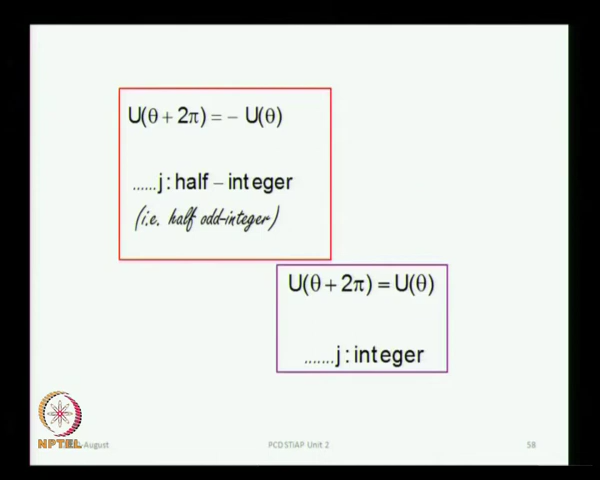 U(θ + 2π) = – U(θ)
......j : half – integer
(i.e. half odd-integer)
U(θ + 2π) = U(θ)
.......j : integer
NPTEL
-August
PCD STIAP Unit 2
58